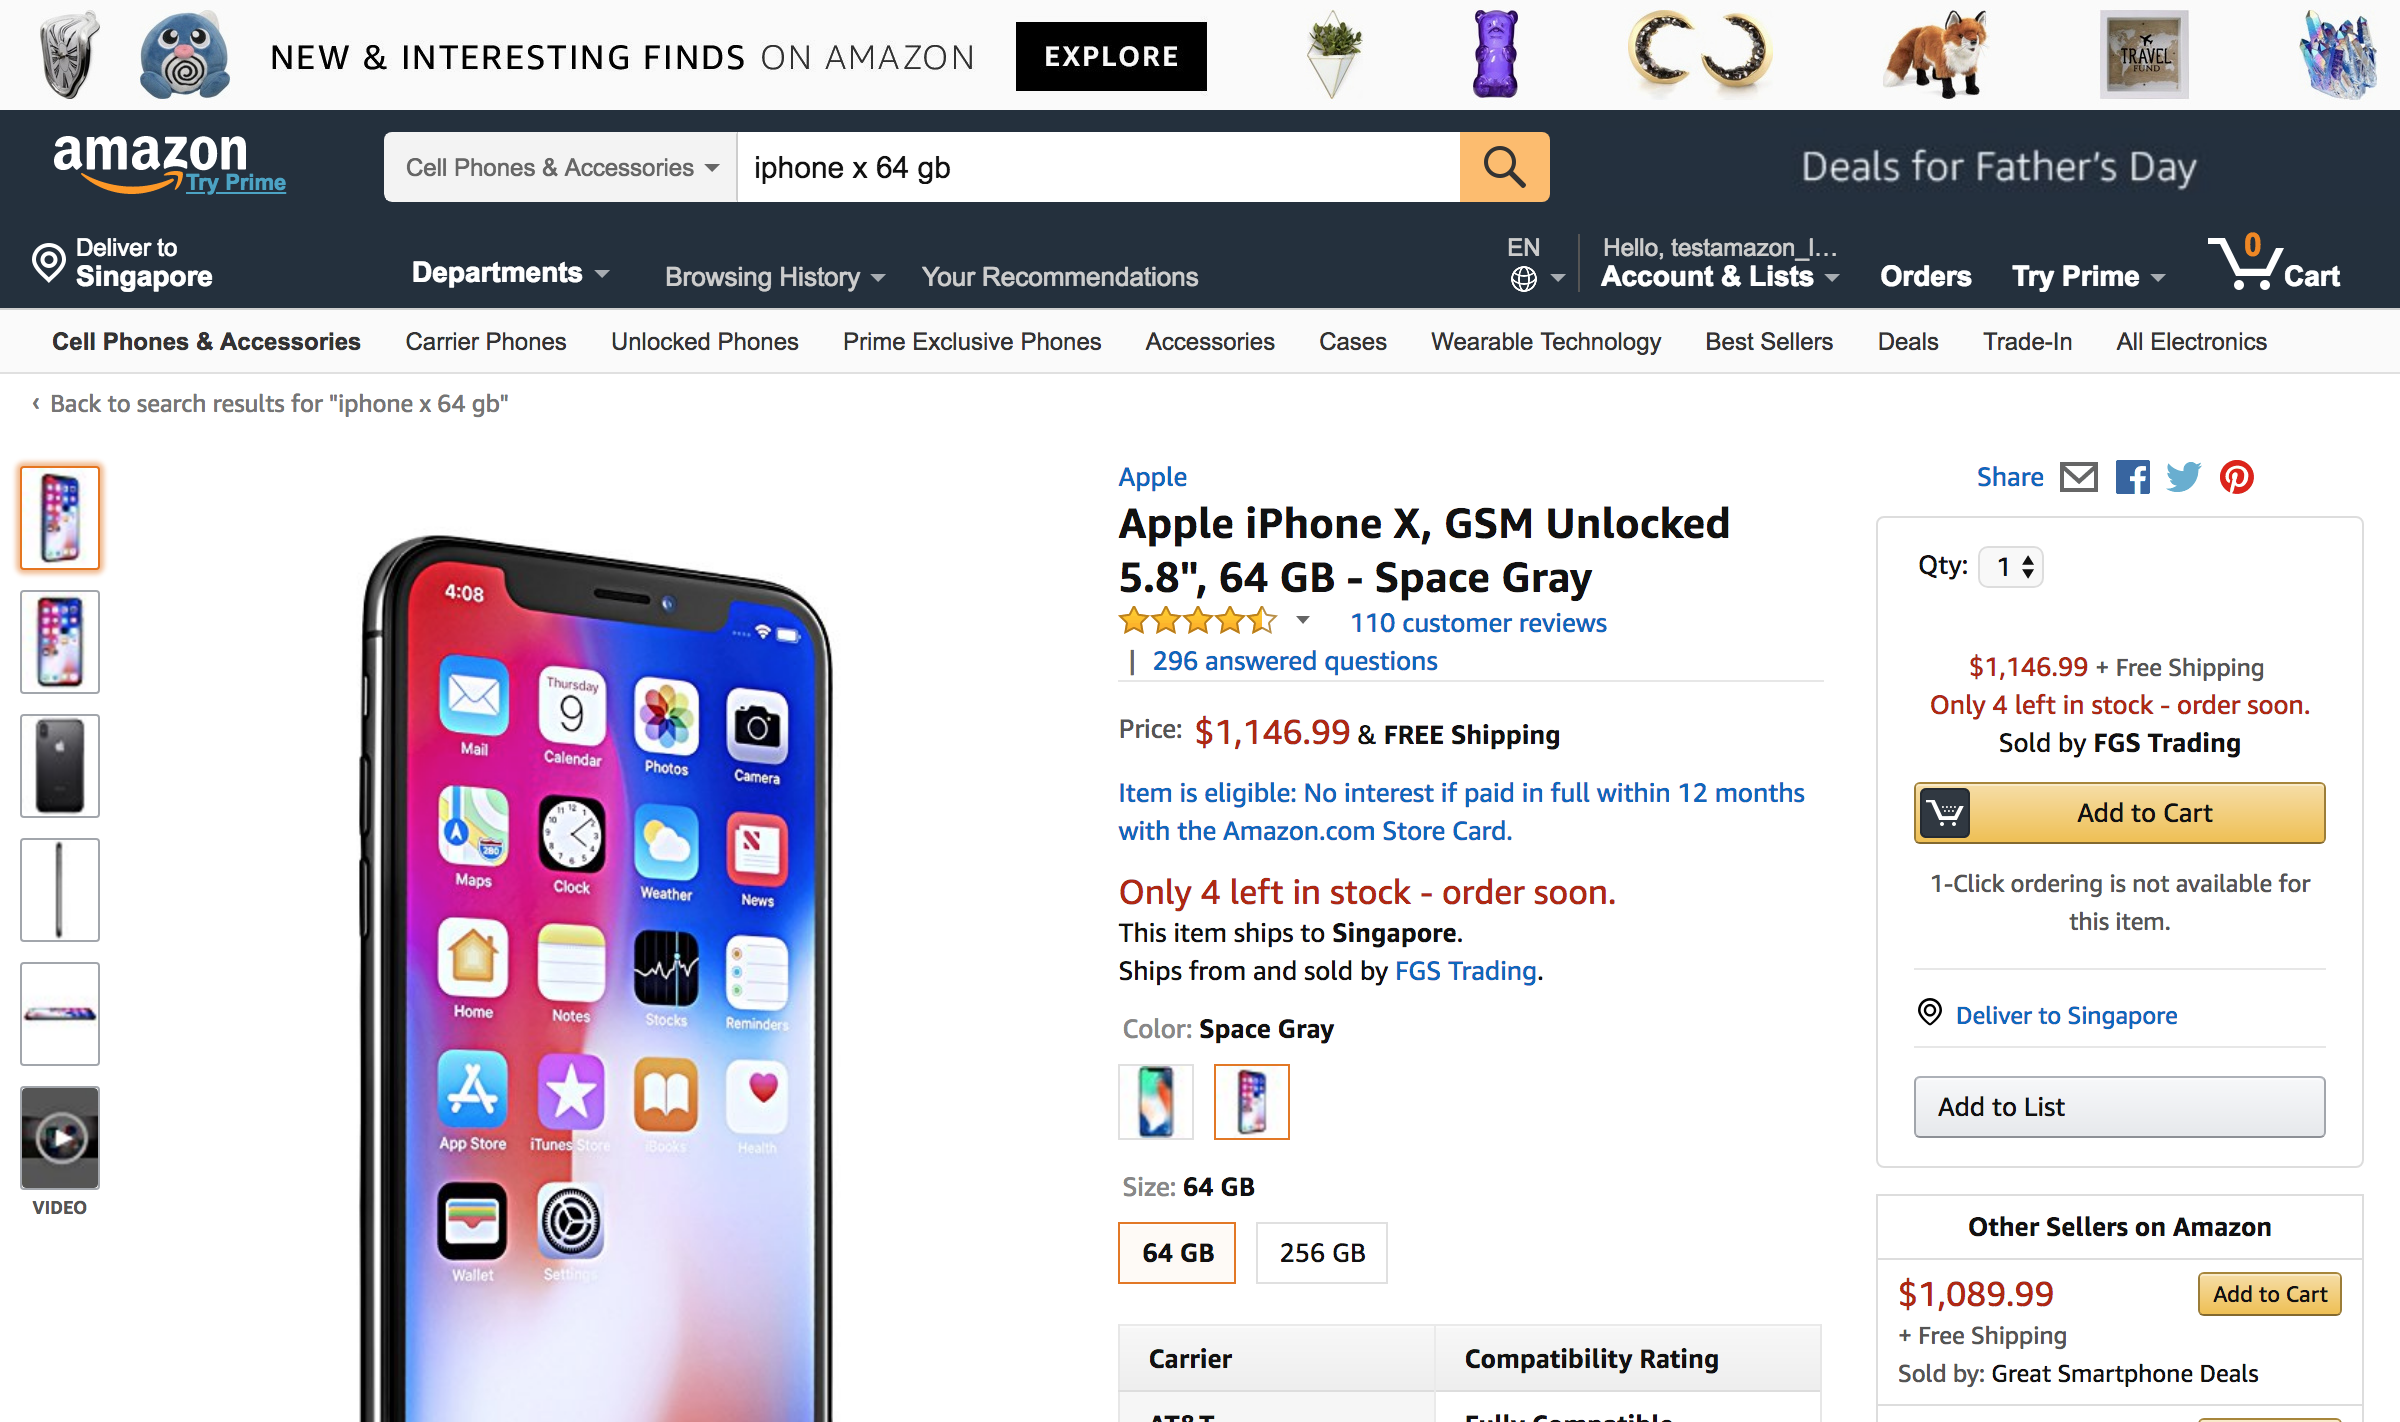 NEW & INTERESTING FINDS ON AMAZON
EXPLORE
TRAVEL
FUND
amazon
Try Prime
Cell Phones & Accessories
iphone x 64 gb
Deals for Father's Day
Deliver to
Singapore
Departments
Browsing History
Your Recommendations
EN
Hello, testamazon_l...
Account & Lists
Orders
Try Prime
0
Cart
Cell Phones & Accessories
Carrier Phones
Unlocked Phones
Prime Exclusive Phones
Accessories
Cases
Wearable Technology
Best Sellers
Deals
Trade-In
All Electronics
‹ Back to search results for "iphone x 64 gb"
VIDEO
4:08
Thursday
9
Mail
Calendar
Photos
Camera
280
Maps
Clock
Weather
News
Home
Notes
Stocks
Reminders
App Store
iTunes Store
iBooks
Health
Wallet
Settings
Apple
Apple iPhone X, GSM Unlocked
5.8", 64 GB - Space Gray
110 customer reviews
| 296 answered questions
Price: $1,146.99 & FREE Shipping
Item is eligible: No interest if paid in full within 12 months
with the Amazon.com Store Card.
Only 4 left in stock - order soon.
This item ships to Singapore.
Ships from and sold by FGS Trading.
Color: Space Gray
Size: 64 GB
64 GB
256 GB
Carrier
Compatibility Rating
AT&T
Fully Compatible
Share
Qty: 1
$1,146.99 + Free Shipping
Only 4 left in stock - order soon.
Sold by FGS Trading
Add to Cart
1-Click ordering is not available for
this item.
Deliver to Singapore
Add to List
Other Sellers on Amazon
$1,089.99
Add to Cart
+ Free Shipping
Sold by: Great Smartphone Deals